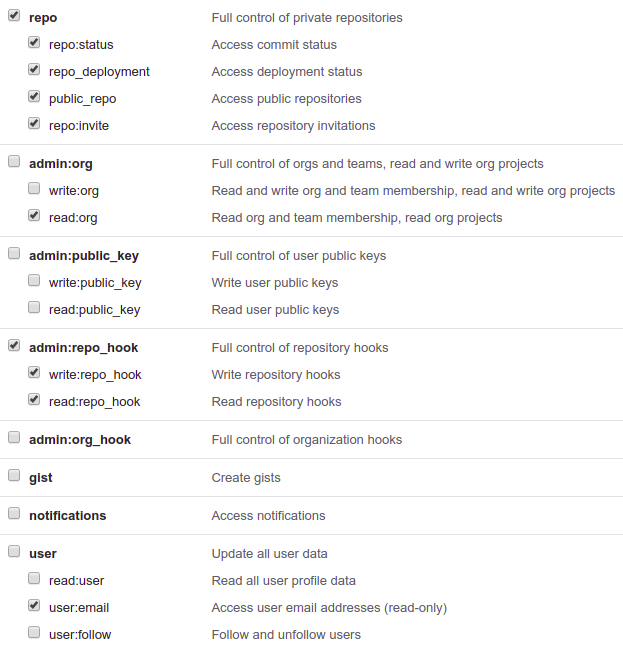 repo Full control of private repositories
repo:status Access commit status
repo_deployment Access deployment status
public_repo Access public repositories
repo:invite Access repository invitations
admin:org Full control of orgs and teams, read and write org projects
write:org Read and write org and team membership, read and write org projects
read:org Read org and team membership, read org projects
admin:public_key Full control of user public keys
write:public_key Write user public keys
read:public_key Read user public keys
admin:repo_hook Full control of repository hooks
write:repo_hook Write repository hooks
read:repo_hook Read repository hooks
admin:org_hook Full control of organization hooks
gist Create gists
notifications Access notifications
user Update all user data
read:user Read all user profile data
user:email Access user email addresses (read-only)
user:follow Follow and unfollow users